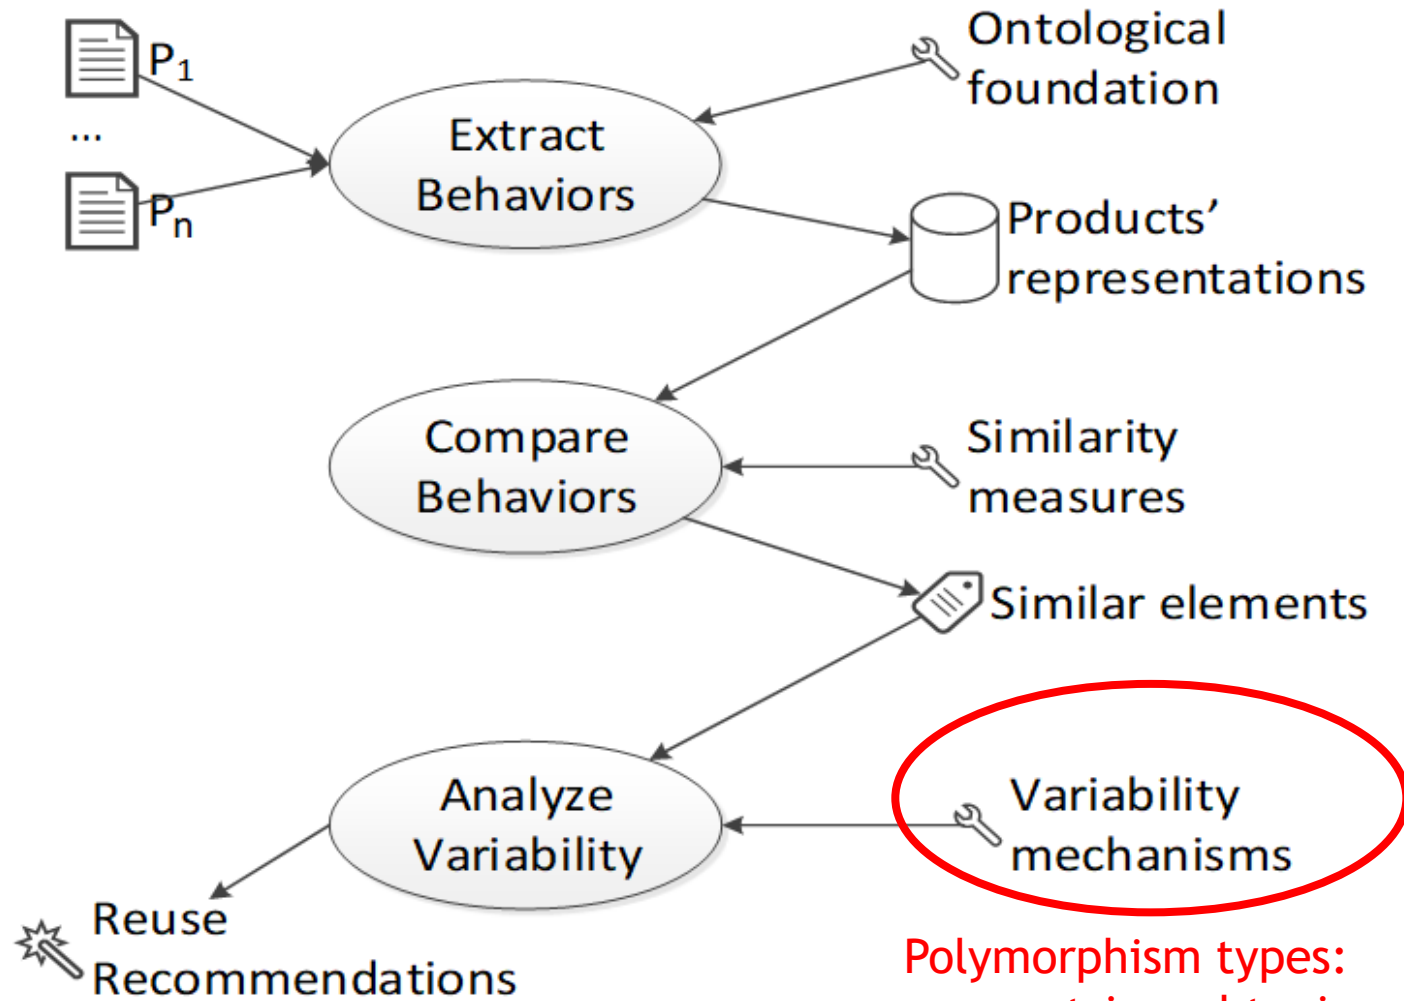 P1
...
Pn
Extract
Behaviors
Ontological
foundation
Products’
representations
Compare
Behaviors
Similarity
measures
Similar elements
Analyze
Variability
Variability
mechanisms
Reuse
Recommendations
Polymorphism types: